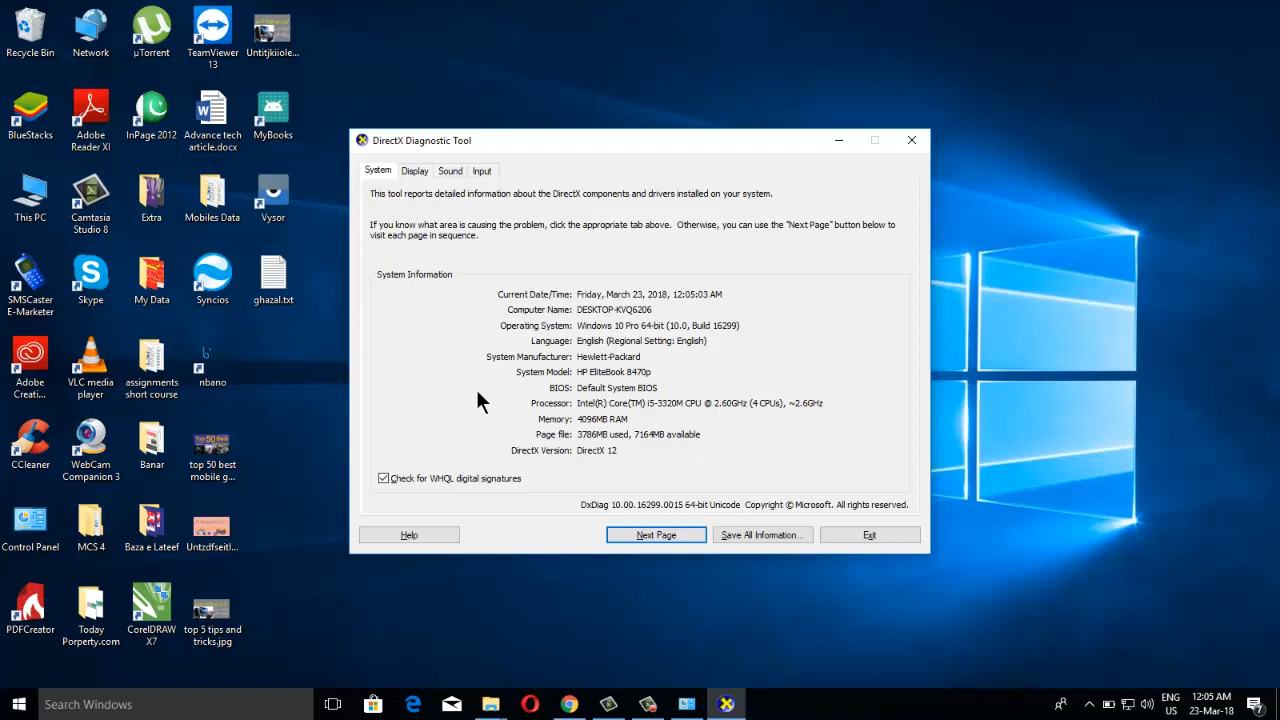 Recycle Bin
Network
µTorrent
TeamViewer
13
Untitjkiiole...
BlueStacks
Adobe
Reader XI
InPage 2012
Advance tech
article.docx
MyBooks
This PC
Camtasia
Studio 8
Extra
Mobiles Data
Vysor
SMSCaster
E-Marketer
Skype
My Data
Syncios
ghazal.txt
Adobe
Creati...
VLC media
player
assignments
short course
nbano
CCleaner
WebCam
Companion 3
Banar
top 50 best
mobile g...
Control Panel
MCS 4
Baza e Lateef
Untzdfseitl...
PDFCreator
Today
Porperty.com
CorelDRAW
X7
top 5 tips and
tricks.jpg
DirectX Diagnostic Tool
System Display Sound Input
This tool reports detailed information about the DirectX components and drivers installed on your system.
If you know what area is causing the problem, click the appropriate tab above. Otherwise, you can use the "Next Page" button below to
visit each page in sequence.
System Information
Current Date/Time: Friday, March 23, 2018, 12:05:03 AM
Computer Name: DESKTOP-KVQ6206
Operating System: Windows 10 Pro 64-bit (10.0, Build 16299)
Language: English (Regional Setting: English)
System Manufacturer: Hewlett-Packard
System Model: HP EliteBook 8470p
BIOS: Default System BIOS
Processor: Intel(R) Core(TM) i5-3320M CPU @ 2.60GHz (4 CPUs), ~2.6GHz
Memory: 4096MB RAM
Page file: 3786MB used, 7164MB available
DirectX Version: DirectX 12
Check for WHQL digital signatures
DxDiag 10.00.16299.0015 64-bit Unicode Copyright © Microsoft. All rights reserved.
Help
Next Page
Save All Information...
Exit
Search Windows
ENG
US
12:05 AM
23-Mar-18
7